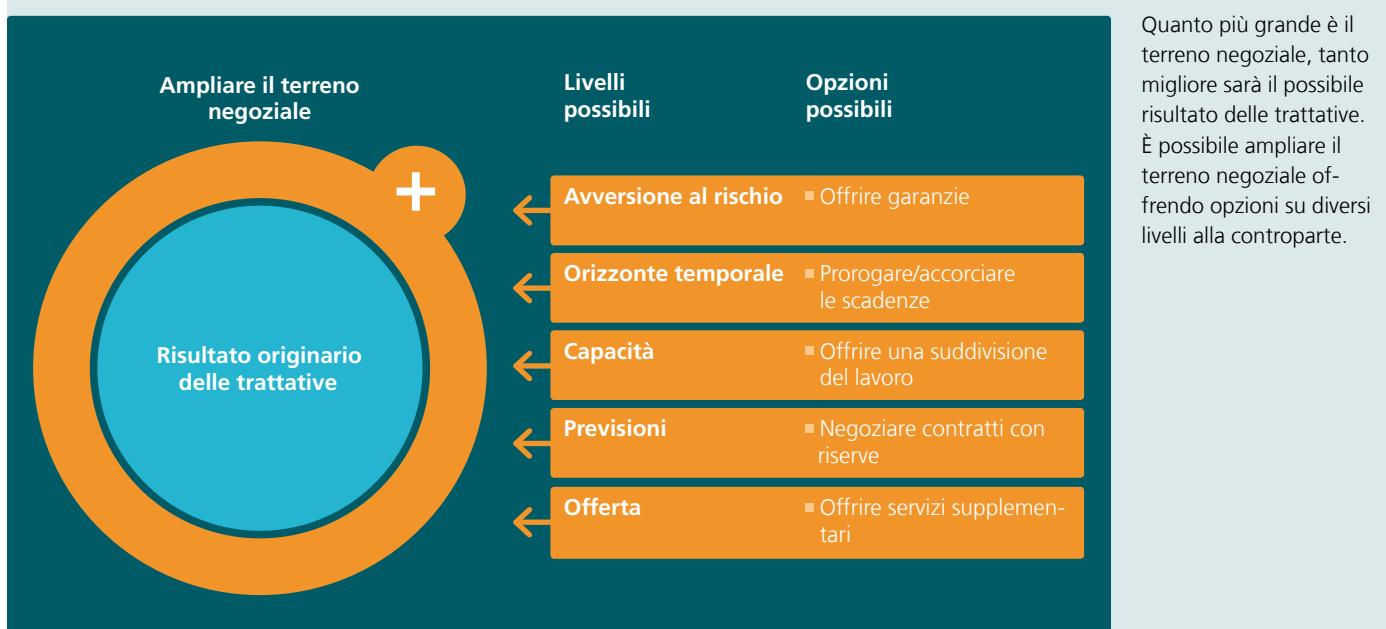 Ampliare il terreno
negoziale
Risultato originario
delle trattative
+
Livelli
possibili
Opzioni
possibili
Avversione al rischio
Offrire garanzie
Orizzonte temporale
Prorogare/accorciare
le scadenze
Capacità
Offrire una suddivisione
del lavoro
Previsioni
Negoziare contratti con
riserve
Offerta
Offrire servizi supplemen-
tari
Quanto più grande è il
terreno negoziale, tanto
migliore sarà il possibile
risultato delle trattative.
È possibile ampliare il
terreno negoziale of-
frendo opzioni su diversi
livelli alla controparte.